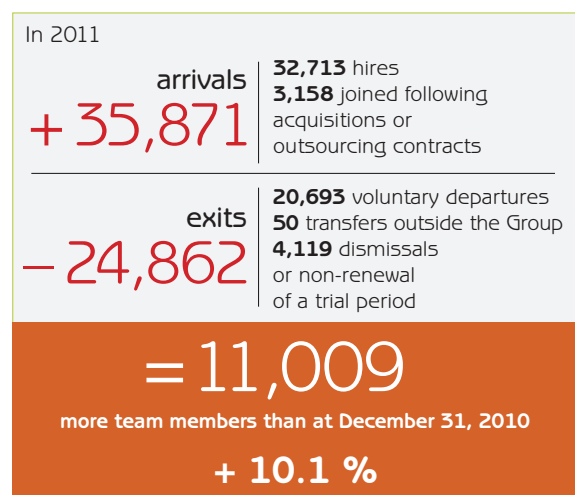 In 2011
arrivals
+ 35,871
32,713 hires
3,158 joined following
acquisitions or
outsourcing contracts
exits
– 24,862
20,693 voluntary departures
50 transfers outside the Group
4,119 dismissals
or non-renewal
of a trial period
= 11,009
more team members than at December 31, 2010
+ 10.1 %